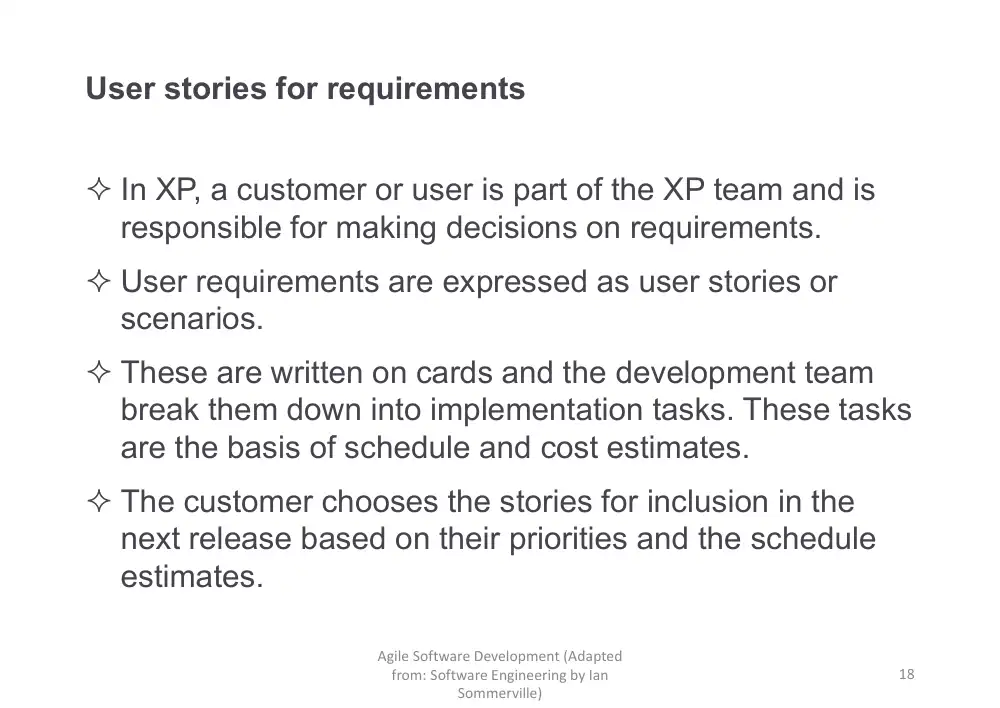 User stories for requirements
✧ In XP, a customer or user is part of the XP team and is
responsible for making decisions on requirements.
✧ User requirements are expressed as user stories or
scenarios.
✧ These are written on cards and the development team
break them down into implementation tasks. These tasks
are the basis of schedule and cost estimates.
✧ The customer chooses the stories for inclusion in the
next release based on their priorities and the schedule
estimates.
Agile Software Development (Adapted
from: Software Engineering by Ian
Sommerville)
18